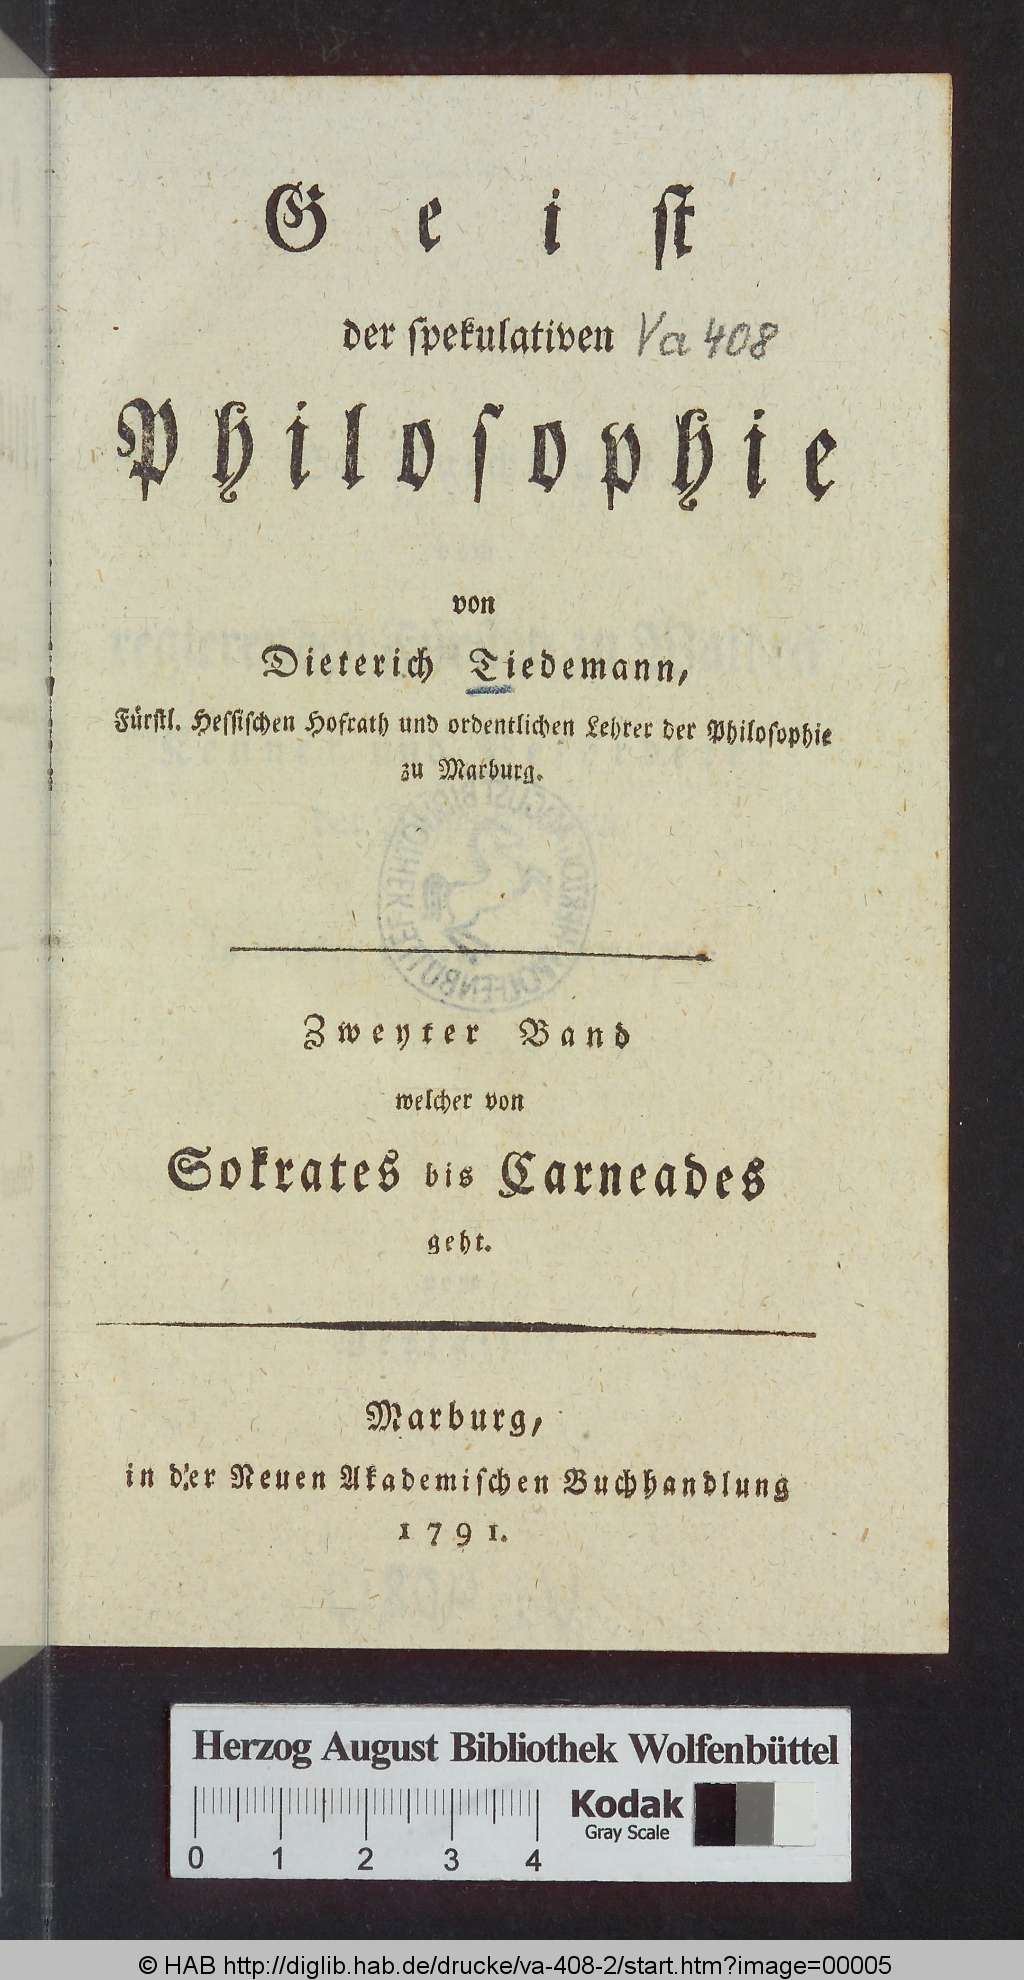 Geist
der spekulativen Va 408
Philosophie
von
Dieterich Tiedemann,
Fürstl. Hessischen Hofrath und ordentlichen Lehrer der Philosophie
zu Marburg.
Zweyter Band
welcher von
Sokrates bis Carneades
geht.
Marburg,
in der Neuen Akademischen Buchhandlung
1791.
Herzog August Bibliothek Wolfenbüttel
Kodak
Gray Scale
0 1 2 3 4
© HAB http://diglib.hab.de/drucke/va-408-2/start.htm?image=00005